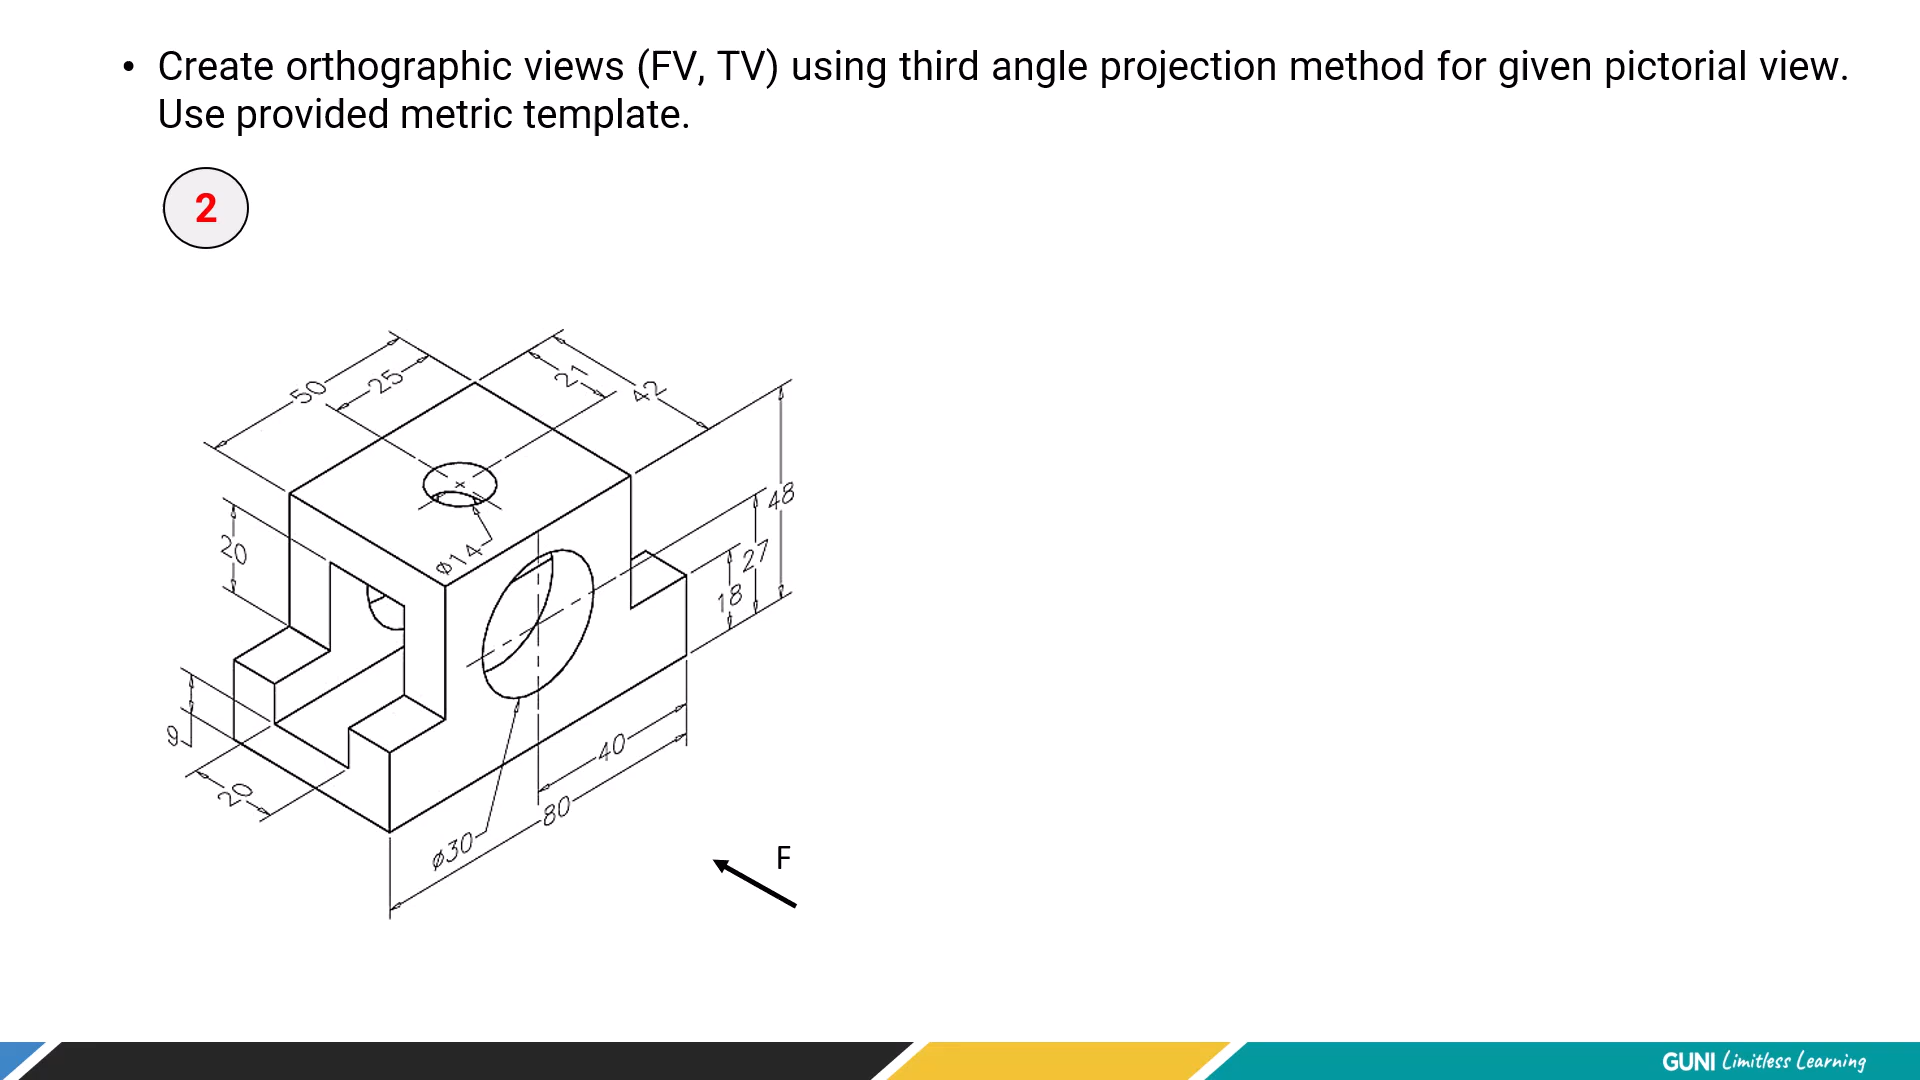 • Create orthographic views (FV, TV) using third angle projection method for given pictorial view.
Use provided metric template.
2
50
25
21
42
48
20
27
18
ø14
9
20
40
80
ø30
F
GUNI Limitless Learning